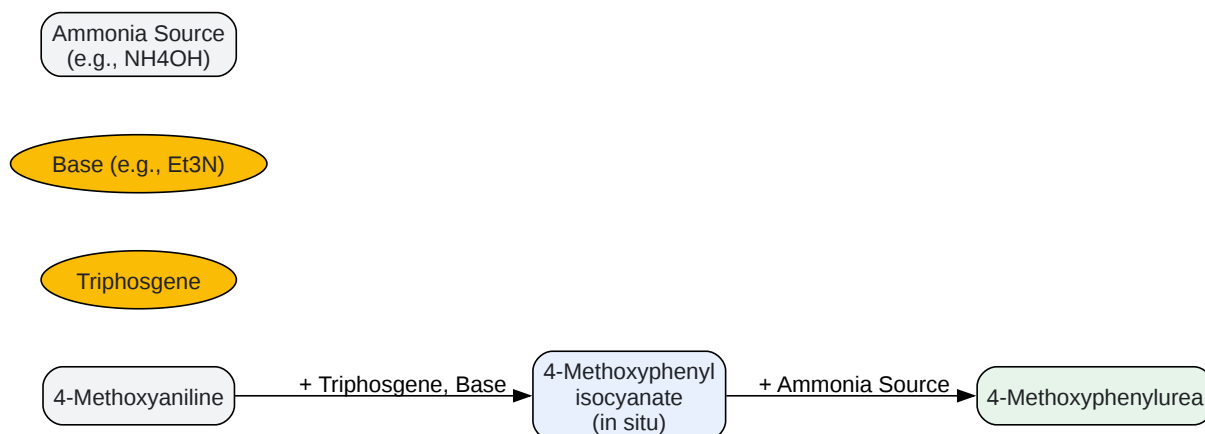 Ammonia Source
(e.g., NH4OH)
Base (e.g., Et3N)
Triphosgene
4-Methoxyaniline
+ Triphosgene, Base
4-Methoxyphenyl
isocyanate
(in situ)
+ Ammonia Source
4-Methoxyphenylurea